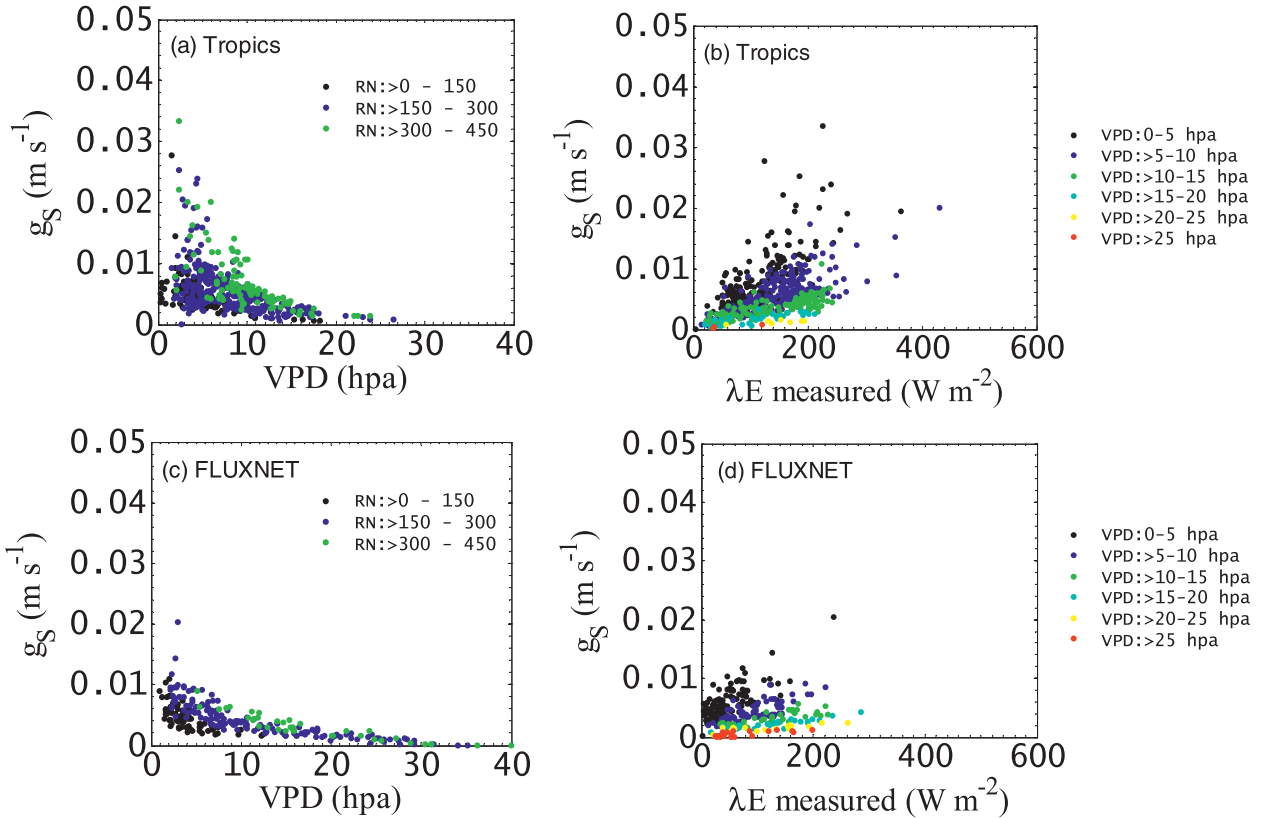 (a) Tropics
RN:>0 - 150
RN:>150 - 300
RN:>300 - 450
0.05
0.04
0.03
0.02
0.01
0
gS (m s-1)
0 10 20 30 40
VPD (hpa)
(b) Tropics
0.05
0.04
0.03
0.02
0.01
0
gS (m s-1)
0 200 400 600
λE measured (W m-2)
VPD:0-5 hpa
VPD:>5-10 hpa
VPD:>10-15 hpa
VPD:>15-20 hpa
VPD:>20-25 hpa
VPD:>25 hpa
(c) FLUXNET
RN:>0 - 150
RN:>150 - 300
RN:>300 - 450
0.05
0.04
0.03
0.02
0.01
0
gS (m s-1)
0 10 20 30 40
VPD (hpa)
(d) FLUXNET
0.05
0.04
0.03
0.02
0.01
0
gS (m s-1)
0 200 400 600
λE measured (W m-2)
VPD:0-5 hpa
VPD:>5-10 hpa
VPD:>10-15 hpa
VPD:>15-20 hpa
VPD:>20-25 hpa
VPD:>25 hpa